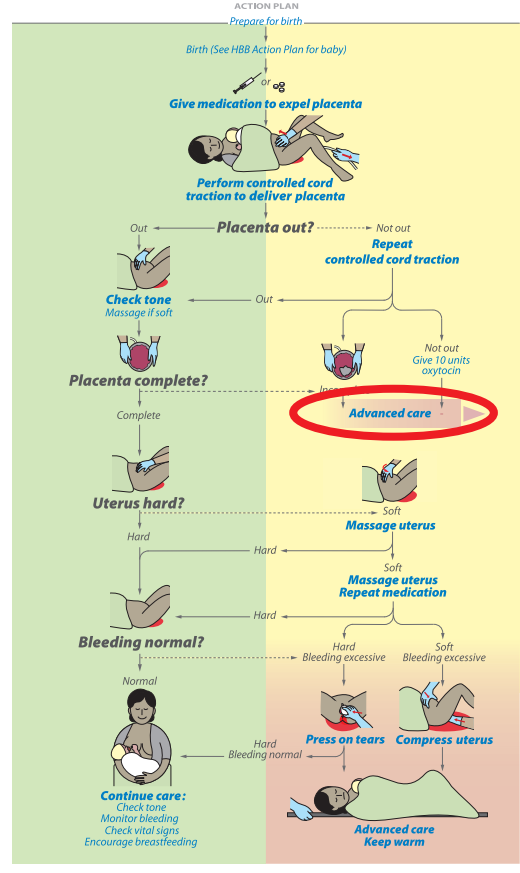 ACTION PLAN
Prepare for birth
Birth (See HBB Action Plan for baby)
or
Give medication to expel placenta
Perform controlled cord
traction to deliver placenta
Placenta out?
Out
Not out
Repeat
controlled cord traction
Out
Check tone
Massage if soft
Not out
Give 10 units
oxytocin
Placenta complete?
Advanced care
Complete
Uterus hard?
Soft
Massage uterus
Hard
Hard
Soft
Massage uterus
Repeat medication
Hard
Bleeding normal?
Hard
Bleeding excessive
Soft
Bleeding excessive
Normal
Press on tears
Compress uterus
Hard
Bleeding normal
Continue care:
Check tone
Monitor bleeding
Check vital signs
Encourage breastfeeding
Advanced care
Keep warm